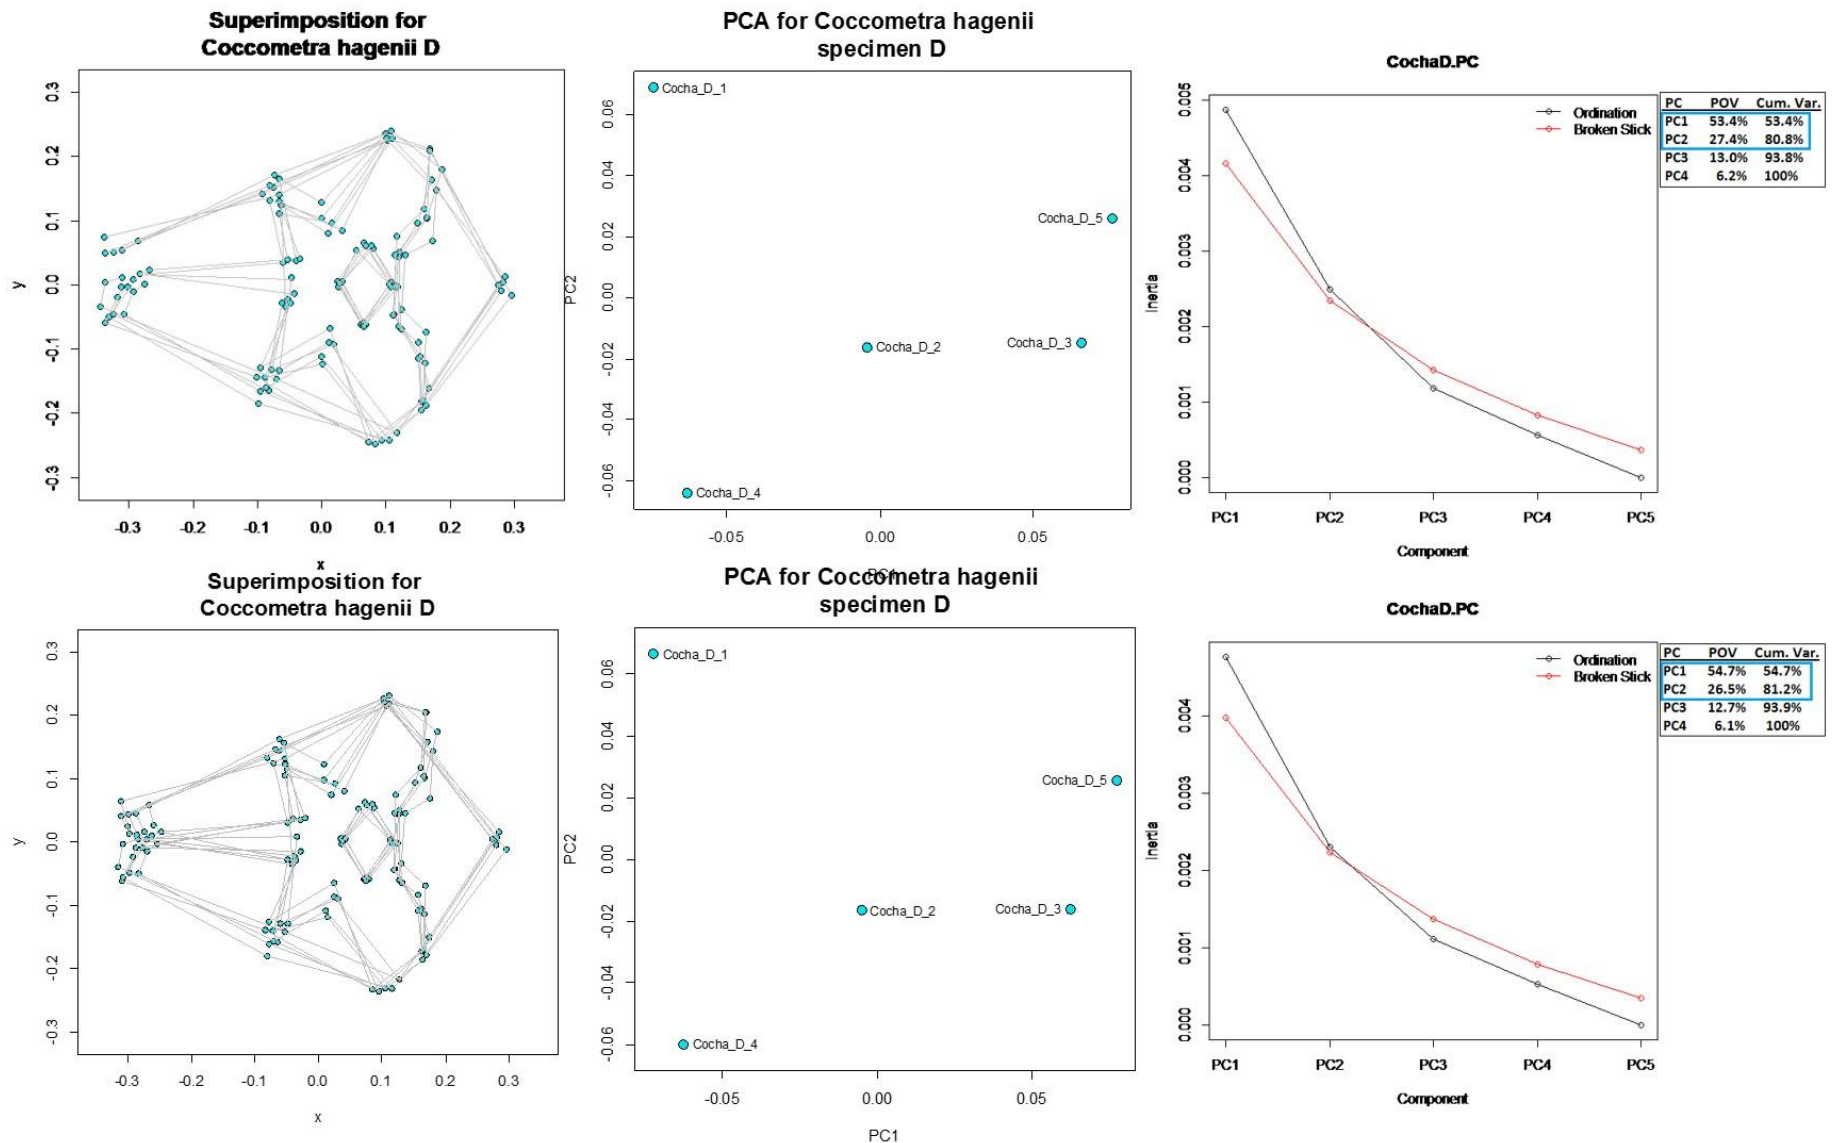 Superimposition for
Coccometra hagenii D
0.3
0.2
0.1
0.0
-0.1
-0.2
-0.3
y
-0.3 -0.2 -0.1 0.0 0.1 0.2 0.3
x
PCA for Coccometra hagenii
specimen D
Cocha_D_1
Cocha_D_5
Cocha_D_2
Cocha_D_3
Cocha_D_4
0.06
0.04
0.02
0.00
-0.02
-0.04
-0.06
PC2
-0.05 0.00 0.05
PC1
CochaD.PC
Ordination
Broken Stick
0.005
0.004
0.003
0.002
0.001
0.000
Inertia
PC1 PC2 PC3 PC4 PC5
Component
PC POV Cum. Var.
PC1 53.4% 53.4%
PC2 27.4% 80.8%
PC3 13.0% 93.8%
PC4 6.2% 100%
Superimposition for
Coccometra hagenii D
0.3
0.2
0.1
0.0
-0.1
-0.2
-0.3
y
-0.3 -0.2 -0.1 0.0 0.1 0.2 0.3
x
PCA for Coccometra hagenii
specimen D
Cocha_D_1
Cocha_D_5
Cocha_D_2
Cocha_D_3
Cocha_D_4
0.06
0.04
0.02
0.00
-0.02
-0.04
-0.06
PC2
-0.05 0.00 0.05
PC1
CochaD.PC
Ordination
Broken Stick
0.004
0.003
0.002
0.001
0.000
Inertia
PC1 PC2 PC3 PC4 PC5
Component
PC POV Cum. Var.
PC1 54.7% 54.7%
PC2 26.5% 81.2%
PC3 12.7% 93.9%
PC4 6.1% 100%